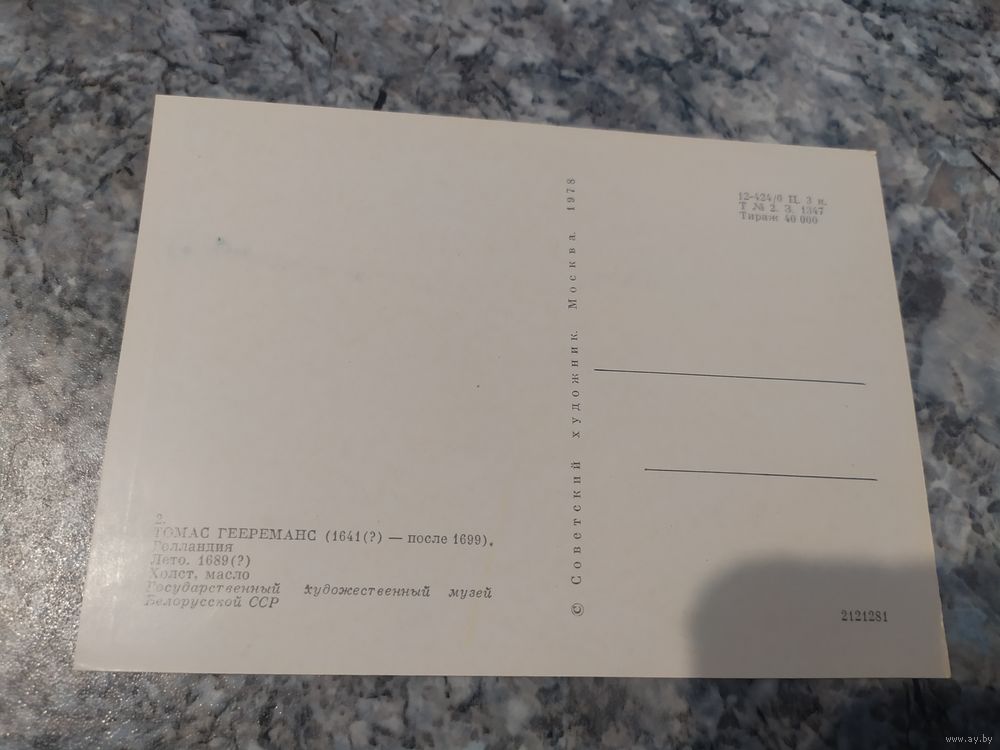 2.
ТОМАС ГЕЕРЕМАНС (1641(?) — после 1699).
Голландия
Лето. 1689(?)
Холст, масло
Государственный художественный музей
Белорусской ССР
© Советский художник. Москва 1978
12-424/6 Ц. 3 к.
Т № 2. З. 1347
Тираж 40 000
2121281
www.ay.by